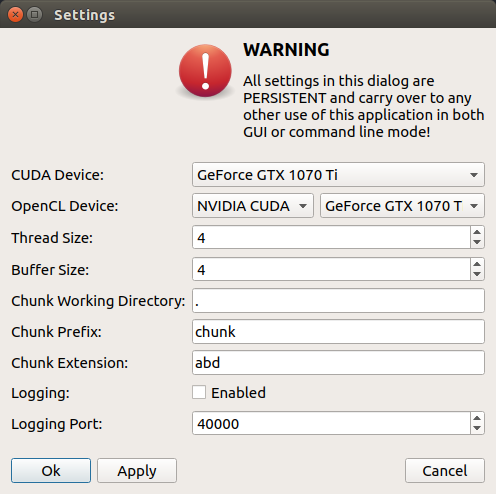 Settings
WARNING
All settings in this dialog are
PERSISTENT and carry over to any
other use of this application in both
GUI or command line mode!
CUDA Device: GeForce GTX 1070 Ti
OpenCL Device: NVIDIA CUDA GeForce GTX 1070 T
Thread Size: 4
Buffer Size: 4
Chunk Working Directory: .
Chunk Prefix: chunk
Chunk Extension: abd
Logging: Enabled
Logging Port: 40000
Ok Apply Cancel